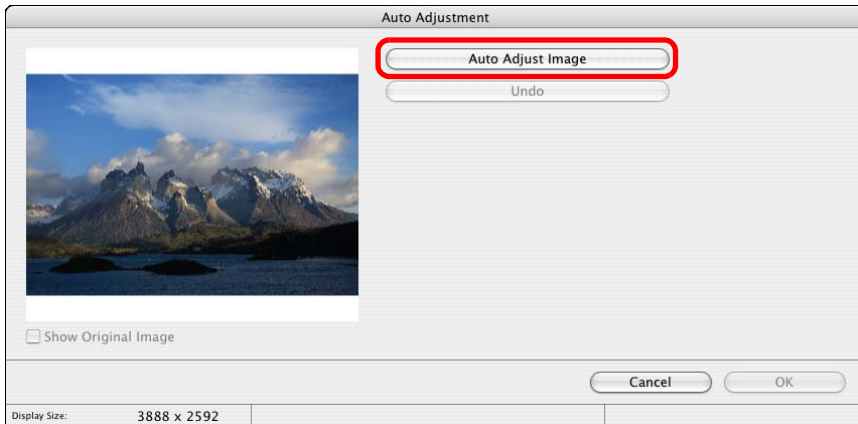 Auto Adjustment
Auto Adjust Image
Undo
Show Original Image
Cancel
OK
Display Size: 3888 x 2592